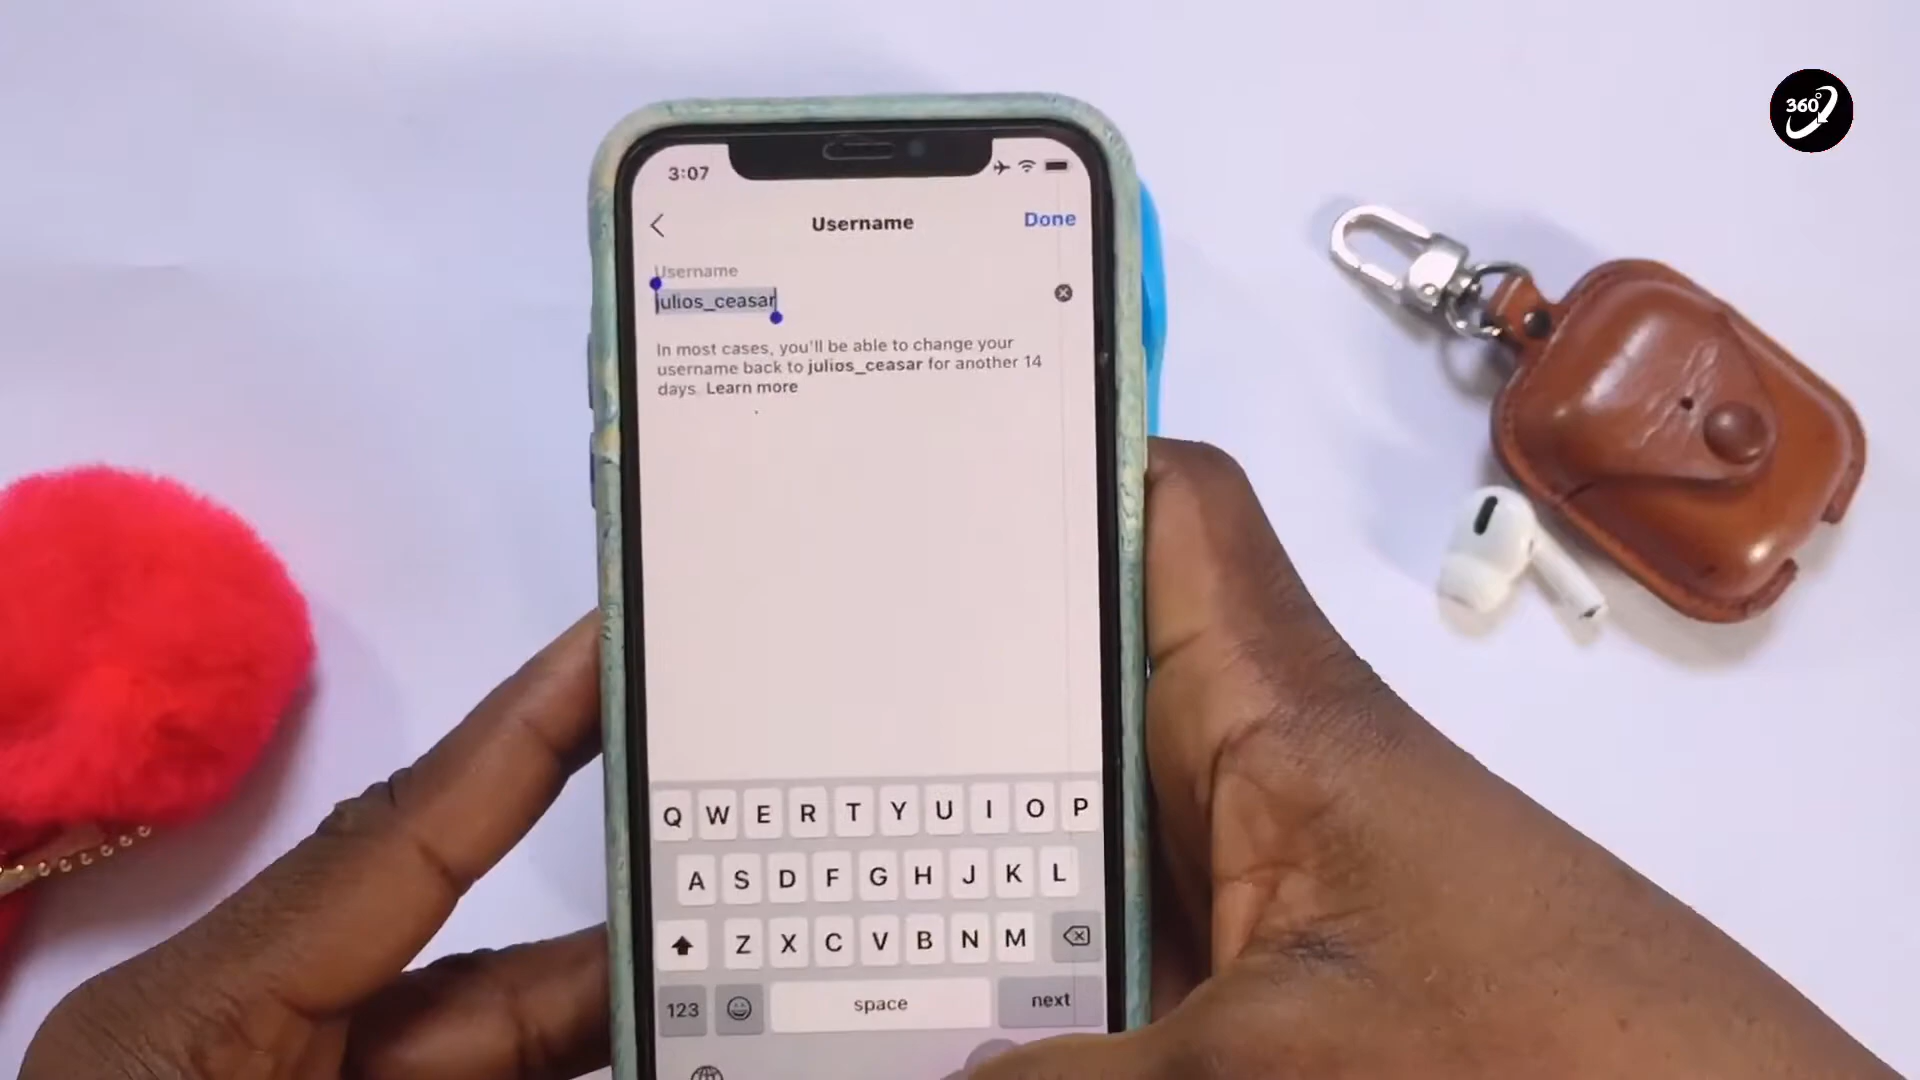 360°
3:07
Username
Done
Username
julios_ceasar
In most cases, you'll be able to change your
username back to julios_ceasar for another 14
days. Learn more
Q W E R T Y U I O P
A S D F G H J K L
Z X C V B N M
123
space
next